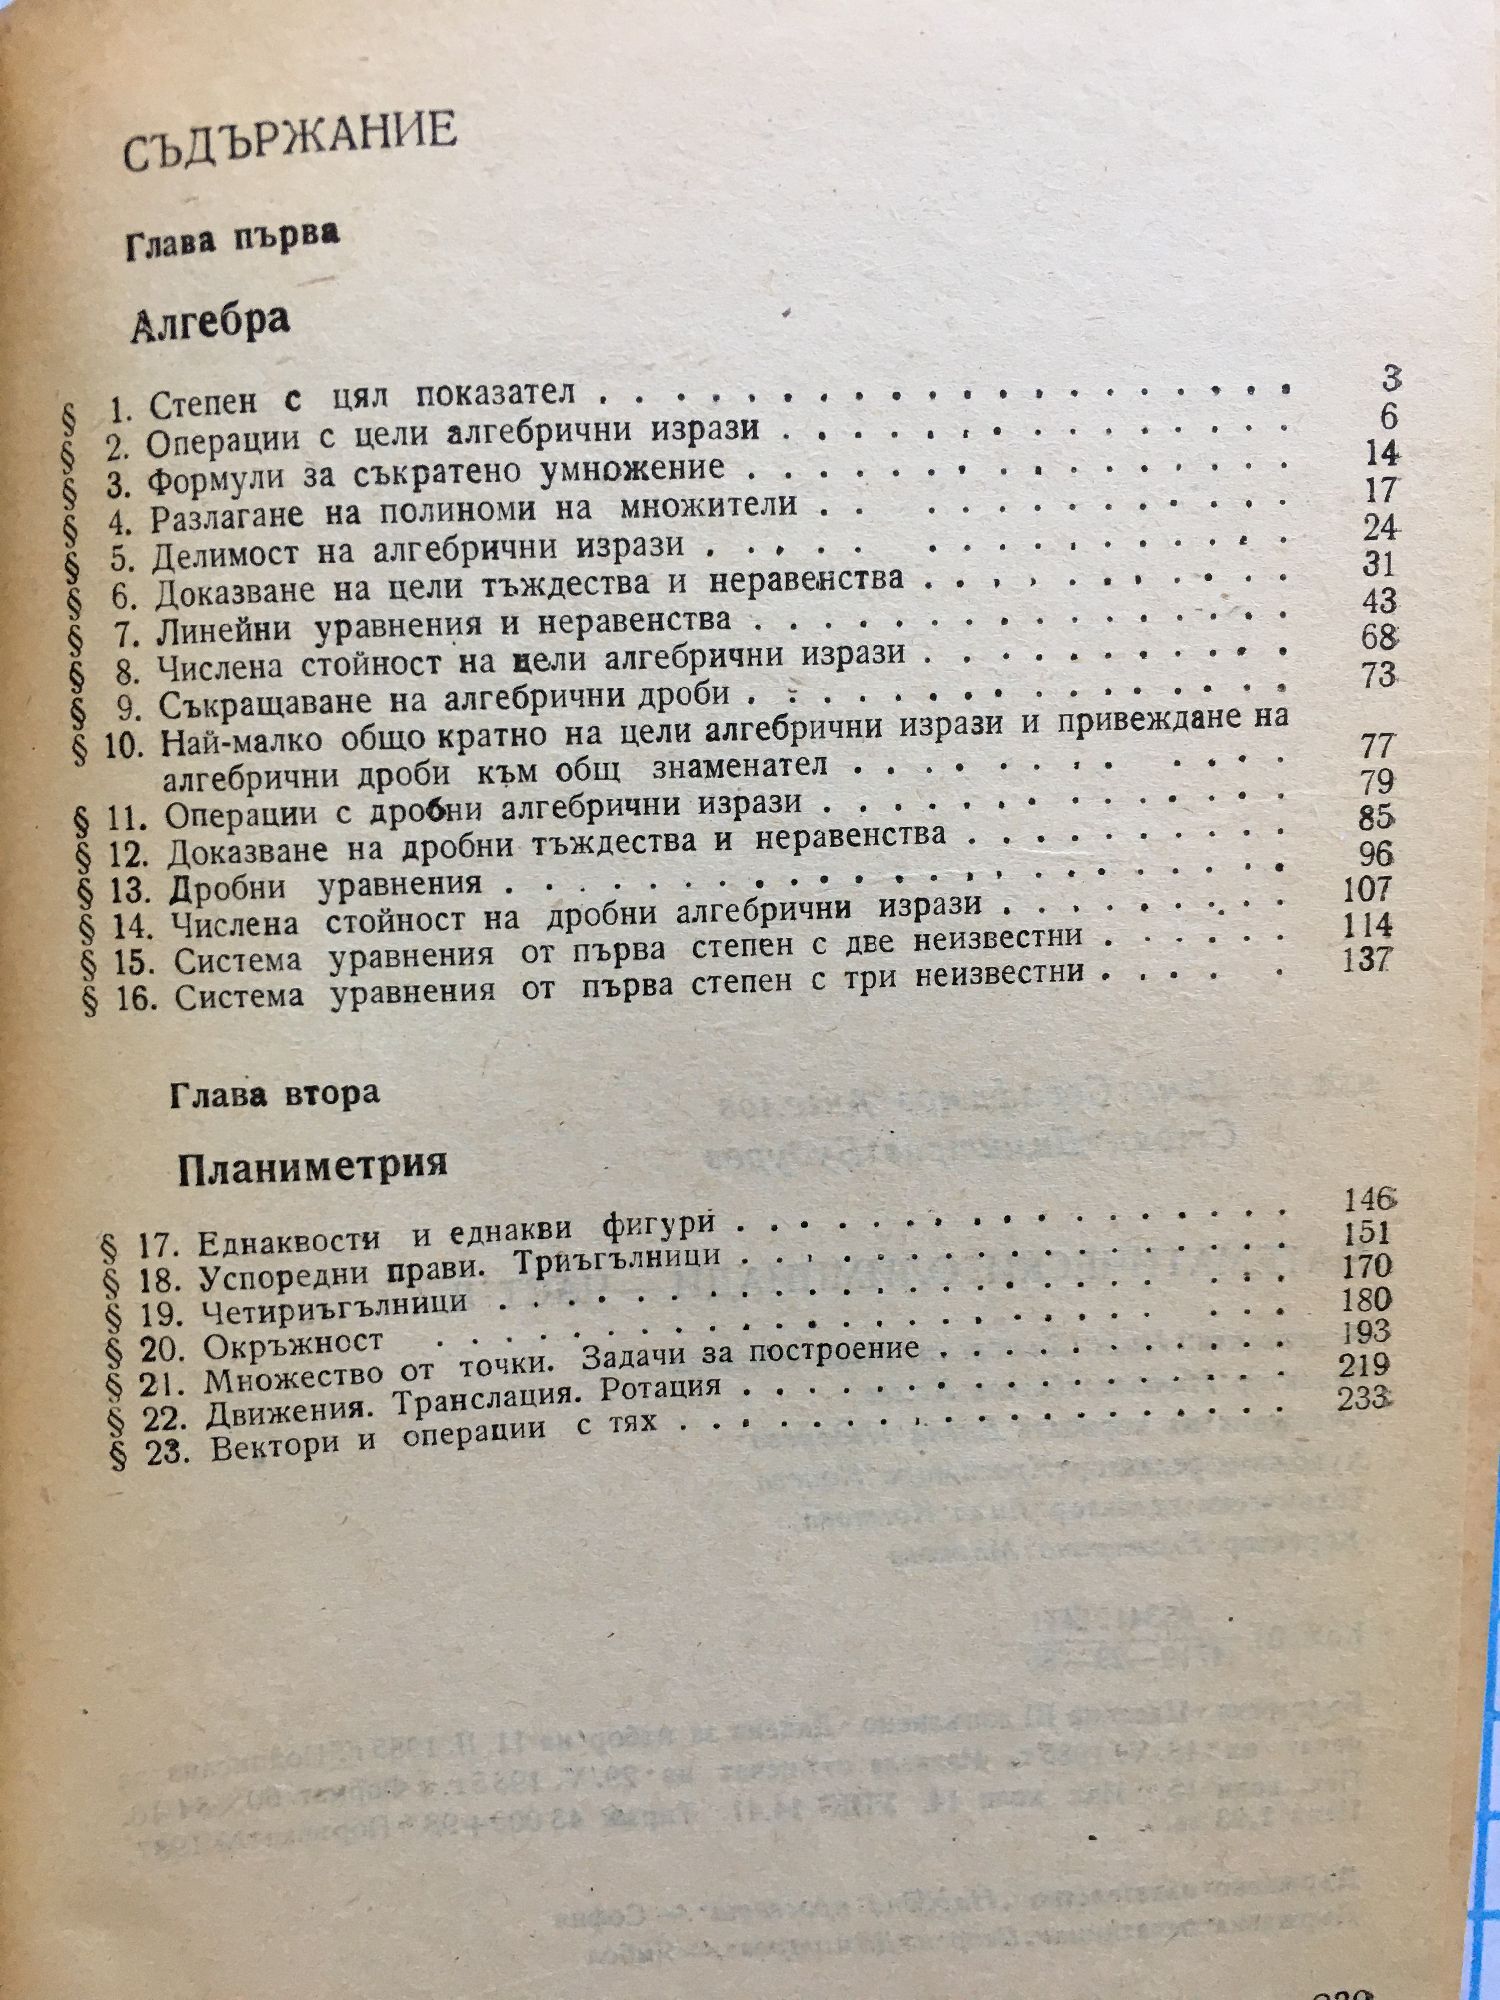 СЪДЪРЖАНИЕ
Глава първа
Алгебра
§ 1. Степен с цял показател . . . . . . . . . . . . . . . . . . . . 3
§ 2. Операции с цели алгебрични изрази . . . . . . . . . . . . . . 6
§ 3. Формули за съкратено умножение . . . . . . . . . . . . . . . 14
§ 4. Разлагане на полиноми на множители . . . . . . . . . . . . . 17
§ 5. Делимост на алгебрични изрази . . . . . . . . . . . . . . . . 24
§ 6. Доказване на цели тъждества и неравенства . . . . . . . . . . . 31
§ 7. Линейни уравнения и неравенства . . . . . . . . . . . . . . . 43
§ 8. Числена стойност на цели алгебрични изрази . . . . . . . . . . . 68
§ 9. Съкращаване на алгебрични дроби . . . . . . . . . . . . . . . 73
§ 10. Най-малко общо кратно на цели алгебрични изрази и привеждане на
алгебрични дроби към общ знаменател . . . . . . . . . . . . 77
§ 11. Операции с дробни алгебрични изрази . . . . . . . . . . . . . . 79
§ 12. Доказване на дробни тъждества и неравенства . . . . . . . . . . 85
§ 13. Дробни уравнения . . . . . . . . . . . . . . . . . . . . . . 96
§ 14. Числена стойност на дробни алгебрични изрази . . . . . . . . . 107
§ 15. Система уравнения от първа степен с две неизвестни . . . . . . 114
§ 16. Система уравнения от първа степен с три неизвестни . . . . . 137
Глава втора
Планиметрия
§ 17. Еднаквости и еднакви фигури . . . . . . . . . . . . . . . . . 146
§ 18. Успоредни прави. Триъгълници . . . . . . . . . . . . . . . . . 151
§ 19. Четириъгълници . . . . . . . . . . . . . . . . . . . . . . . 170
§ 20. Окръжност . . . . . . . . . . . . . . . . . . . . . . . . . 180
§ 21. Множество от точки. Задачи за построение . . . . . . . . . . . 193
§ 22. Движения. Транслация. Ротация . . . . . . . . . . . . . . . . . 219
§ 23. Вектори и операции с тях . . . . . . . . . . . . . . . . . . . 233